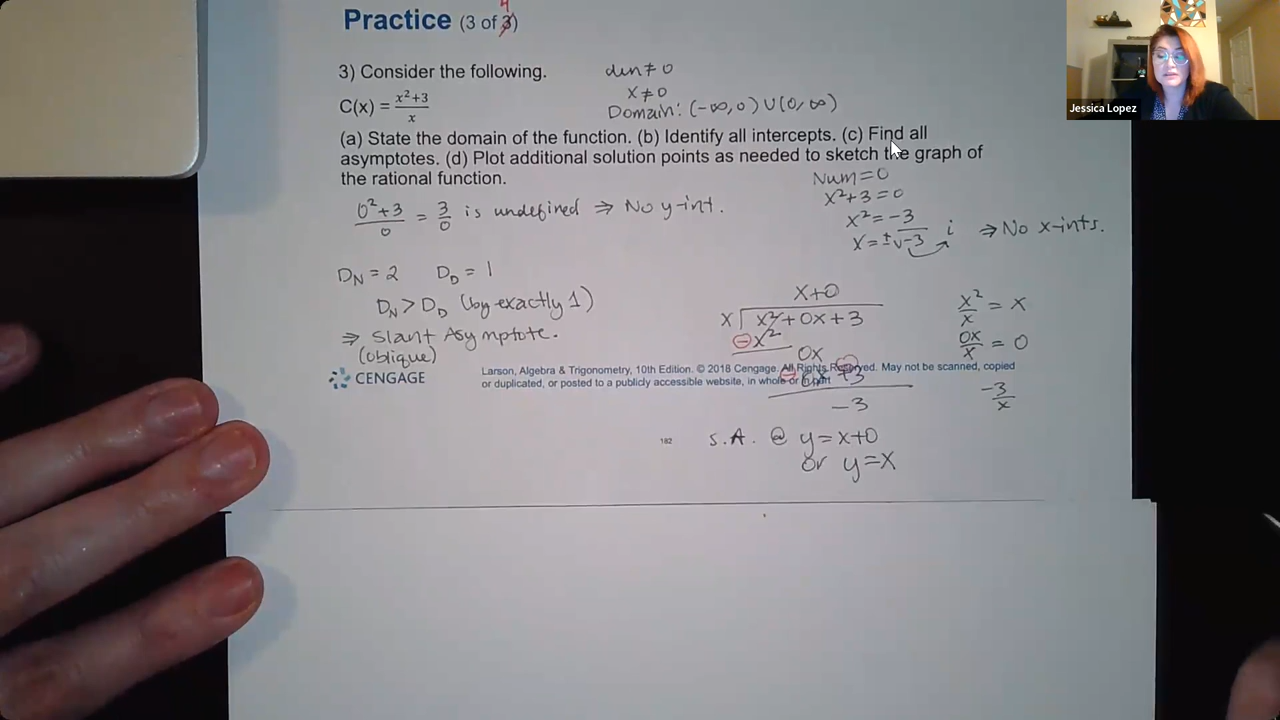 Practice (3 of 3) 4
Jessica Lopez
3) Consider the following.
den ≠ 0
C(x) = x²+3 / x
x ≠ 0
Domain: (-∞, 0) ∪ (0, ∞)
(a) State the domain of the function. (b) Identify all intercepts. (c) Find all
asymptotes. (d) Plot additional solution points as needed to sketch the graph of
the rational function.
0²+3 / 0 = 3/0 is undefined ⇒ No y-int.
Num = 0
x²+3 = 0
x² = -3
x = ±√-3 i ⇒ No x-ints.
D_N = 2 D_D = 1
D_N > D_D (by exactly 1)
⇒ Slant Asymptote.
(oblique)
x+0
x x²+0x+3
⊖x²
0x
-3
x²/x = x
0x/x = 0
-3/x
CENGAGE
Larson, Algebra & Trigonometry, 10th Edition. © 2018 Cengage. All Rights Reserved. May not be scanned, copied
or duplicated, or posted to a publicly accessible website, in whole or in part
182
S.A. @ y = x+0
or y = x